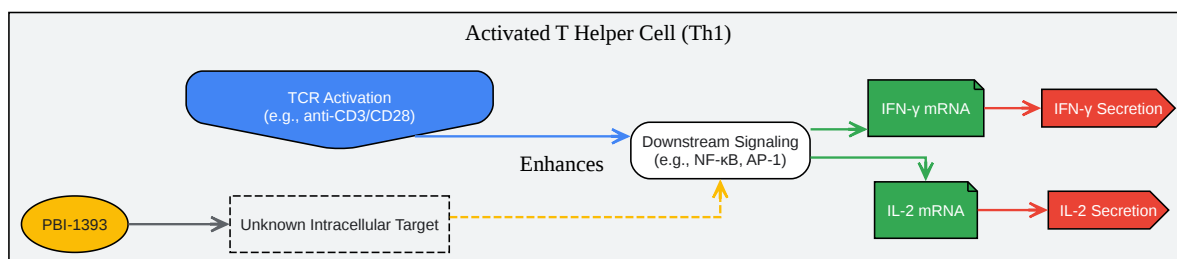 Activated T Helper Cell (Th1)
TCR Activation
(e.g., anti-CD3/CD28)
IFN-γ mRNA
IFN-γ Secretion
Downstream Signaling
(e.g., NF-κB, AP-1)
Enhances
PBI-1393
Unknown Intracellular Target
IL-2 mRNA
IL-2 Secretion